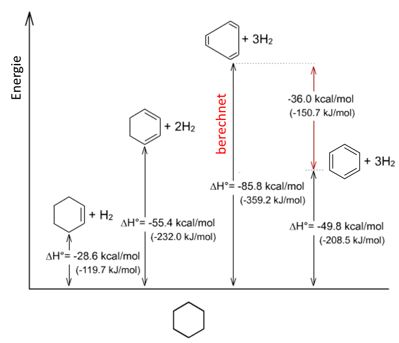 Energie
+ 3H₂
berechnet
-36.0 kcal/mol
(-150.7 kJ/mol)
+ 2H₂
+ 3H₂
ΔH°= -85.8 kcal/mol
(-359.2 kJ/mol)
+ H₂
ΔH°= -55.4 kcal/mol
(-232.0 kJ/mol)
ΔH°= -49.8 kcal/mol
(-208.5 kJ/mol)
ΔH°= -28.6 kcal/mol
(-119.7 kJ/mol)